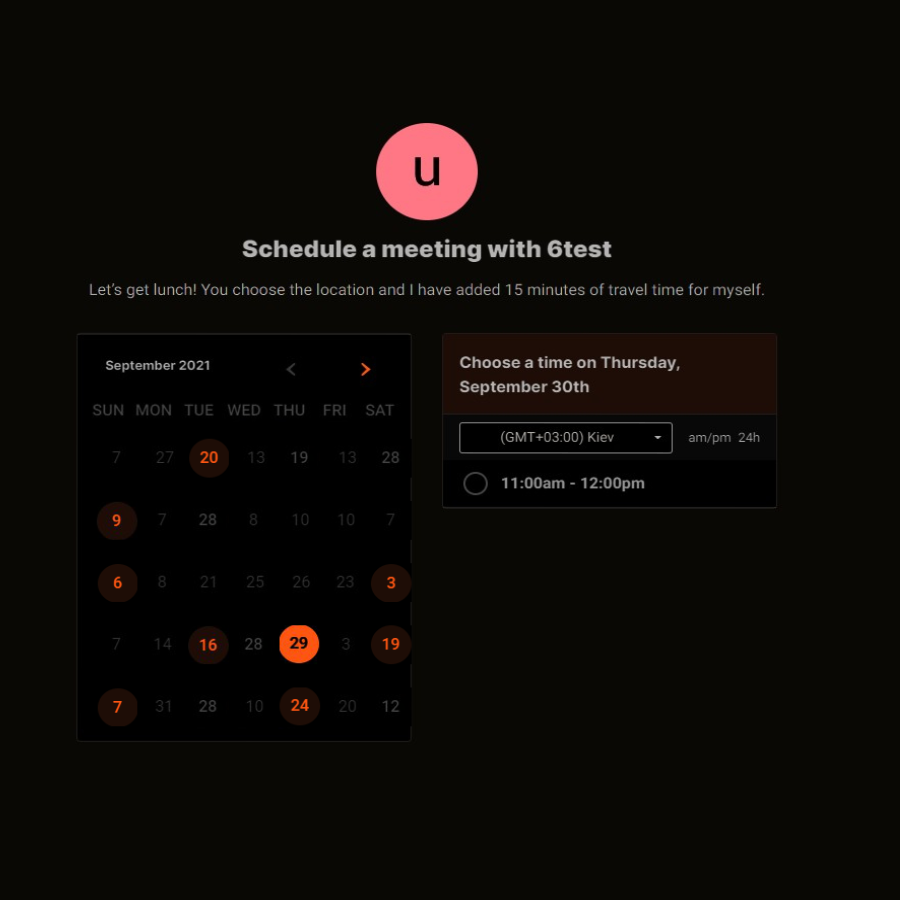 u
Schedule a meeting with 6test
Let's get lunch! You choose the location and I have added 15 minutes of travel time for myself.
September 2021
SUN MON TUE WED THU FRI SAT
7 27 20 13 19 13 28
9 7 28 8 10 10 7
6 8 21 25 26 23 3
7 14 16 28 29 3 19
7 31 28 10 24 20 12
Choose a time on Thursday,
September 30th
(GMT+03:00) Kiev am/pm 24h
11:00am - 12:00pm